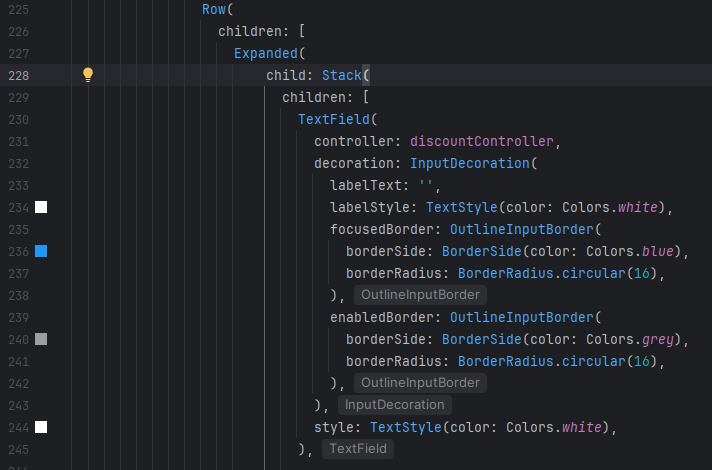 225 Row(
226 children: [
227 Expanded(
228 child: Stack(
229 children: [
230 TextField(
231 controller: discountController,
232 decoration: InputDecoration(
233 labelText: '',
234 labelStyle: TextStyle(color: Colors.white),
235 focusedBorder: OutlineInputBorder(
236 borderSide: BorderSide(color: Colors.blue),
237 borderRadius: BorderRadius.circular(16),
238 ), OutlineInputBorder
239 enabledBorder: OutlineInputBorder(
240 borderSide: BorderSide(color: Colors.grey),
241 borderRadius: BorderRadius.circular(16),
242 ), OutlineInputBorder
243 ), InputDecoration
244 style: TextStyle(color: Colors.white),
245 ), TextField